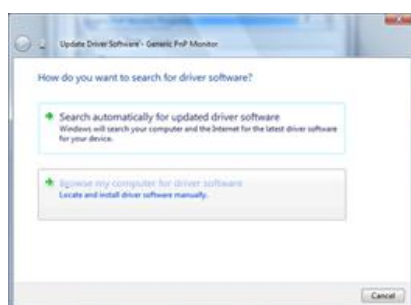 Update Driver Software - Generic PnP Monitor
How do you want to search for driver software?
Search automatically for updated driver software
Windows will search your computer and the Internet for the latest driver software
for your device.
Browse my computer for driver software
Locate and install driver software manually.
Cancel